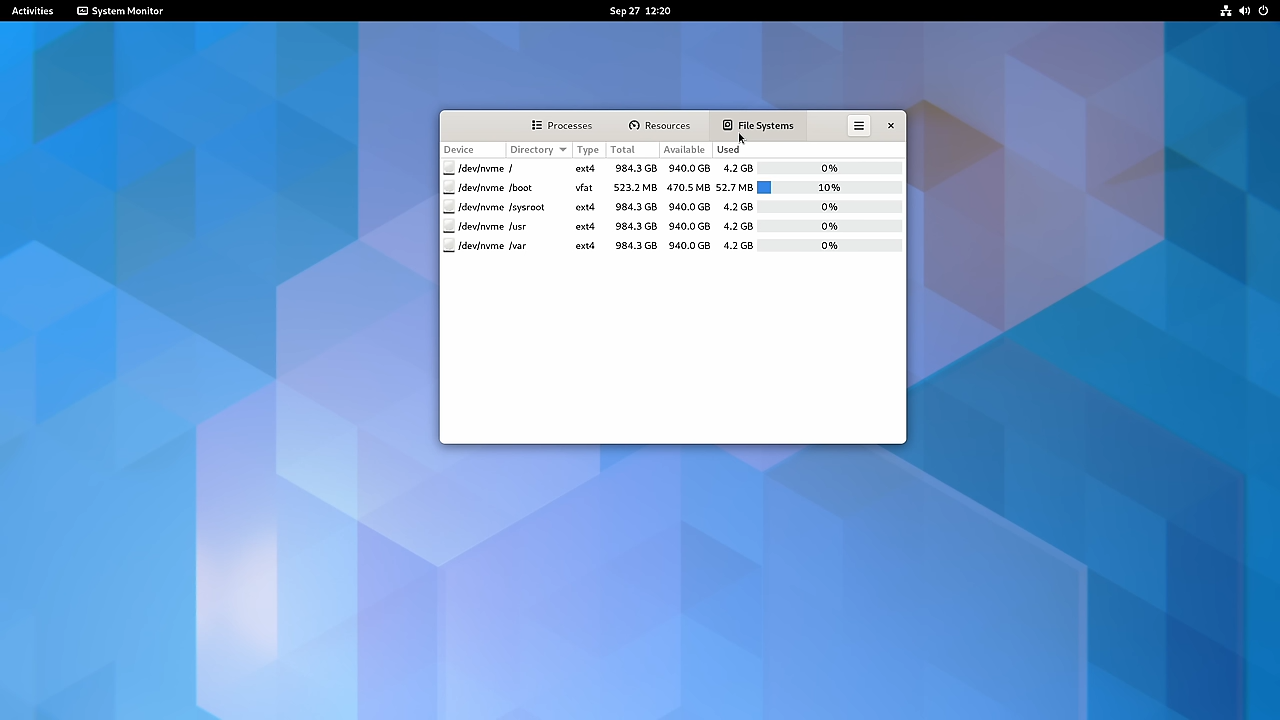 Activities System Monitor Sep 27 12:20
Processes Resources File Systems
Device Directory Type Total Available Used
/dev/nvme / ext4 984.3 GB 940.0 GB 4.2 GB 0%
/dev/nvme /boot vfat 523.2 MB 470.5 MB 52.7 MB 10%
/dev/nvme /sysroot ext4 984.3 GB 940.0 GB 4.2 GB 0%
/dev/nvme /usr ext4 984.3 GB 940.0 GB 4.2 GB 0%
/dev/nvme /var ext4 984.3 GB 940.0 GB 4.2 GB 0%